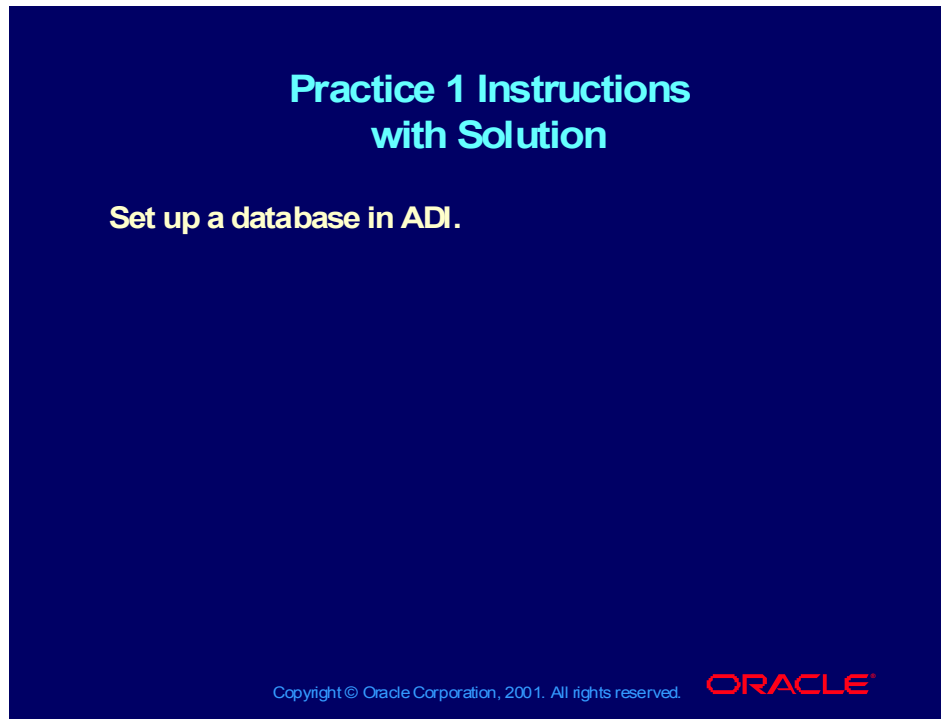 Practice 1 Instructions
with Solution
Set up a database in ADI.
Copyright © Oracle Corporation, 2001. All rights reserved.
ORACLE®